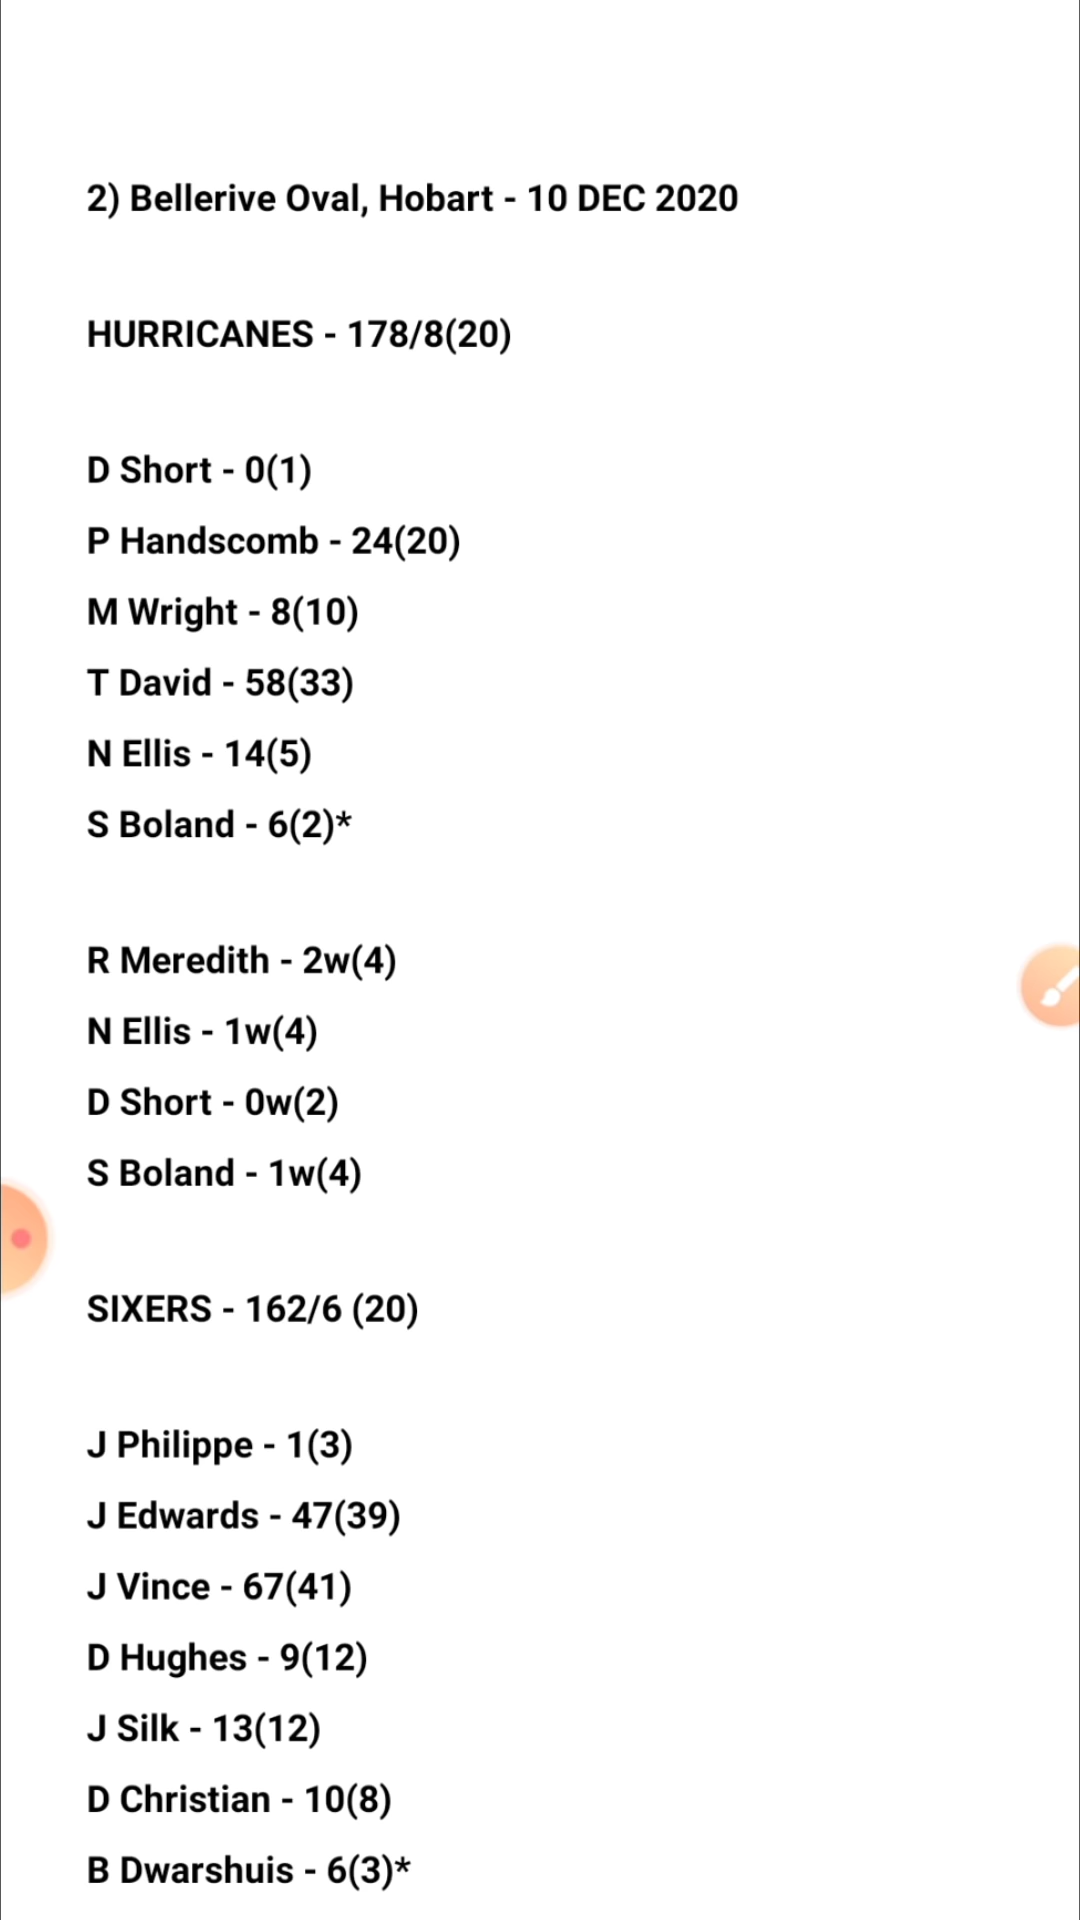 2) Bellerive Oval, Hobart - 10 DEC 2020
HURRICANES - 178/8(20)
D Short - 0(1)
P Handscomb - 24(20)
M Wright - 8(10)
T David - 58(33)
N Ellis - 14(5)
S Boland - 6(2)*
R Meredith - 2w(4)
N Ellis - 1w(4)
D Short - 0w(2)
S Boland - 1w(4)
SIXERS - 162/6 (20)
J Philippe - 1(3)
J Edwards - 47(39)
J Vince - 67(41)
D Hughes - 9(12)
J Silk - 13(12)
D Christian - 10(8)
B Dwarshuis - 6(3)*